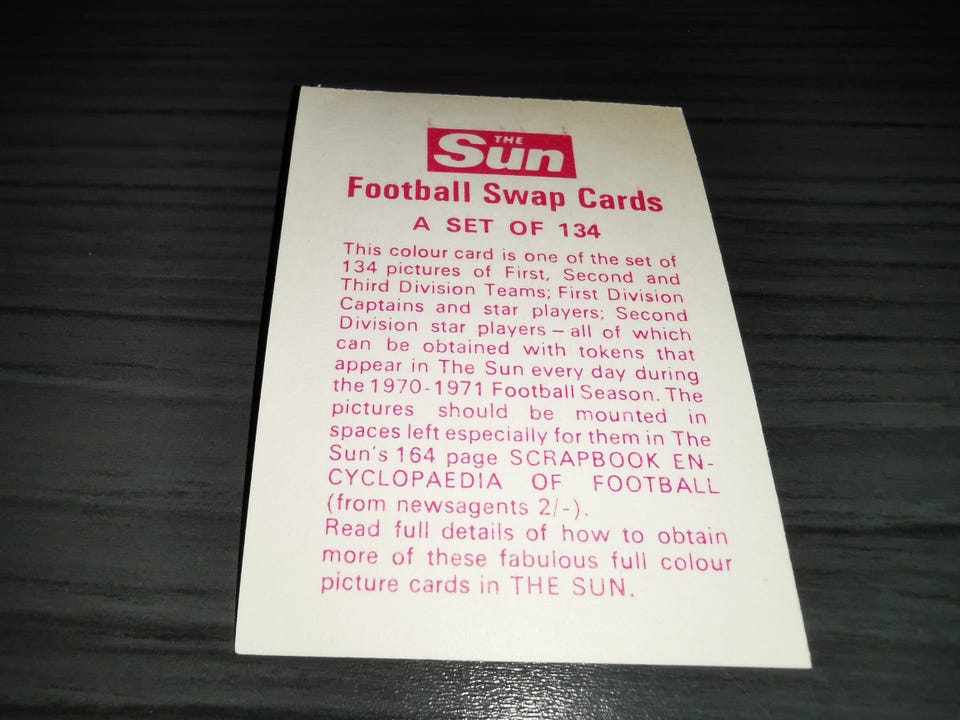 THE
Sun
Football Swap Cards
A SET OF 134
This colour card is one of the set of
134 pictures of First, Second and
Third Division Teams; First Division
Captains and star players; Second
Division star players – all of which
can be obtained with tokens that
appear in The Sun every day during
the 1970-1971 Football Season. The
pictures should be mounted in
spaces left especially for them in The
Sun's 164 page SCRAPBOOK EN-
CYCLOPAEDIA OF FOOTBALL
(from newsagents 2/-).
Read full details of how to obtain
more of these fabulous full colour
picture cards in THE SUN.